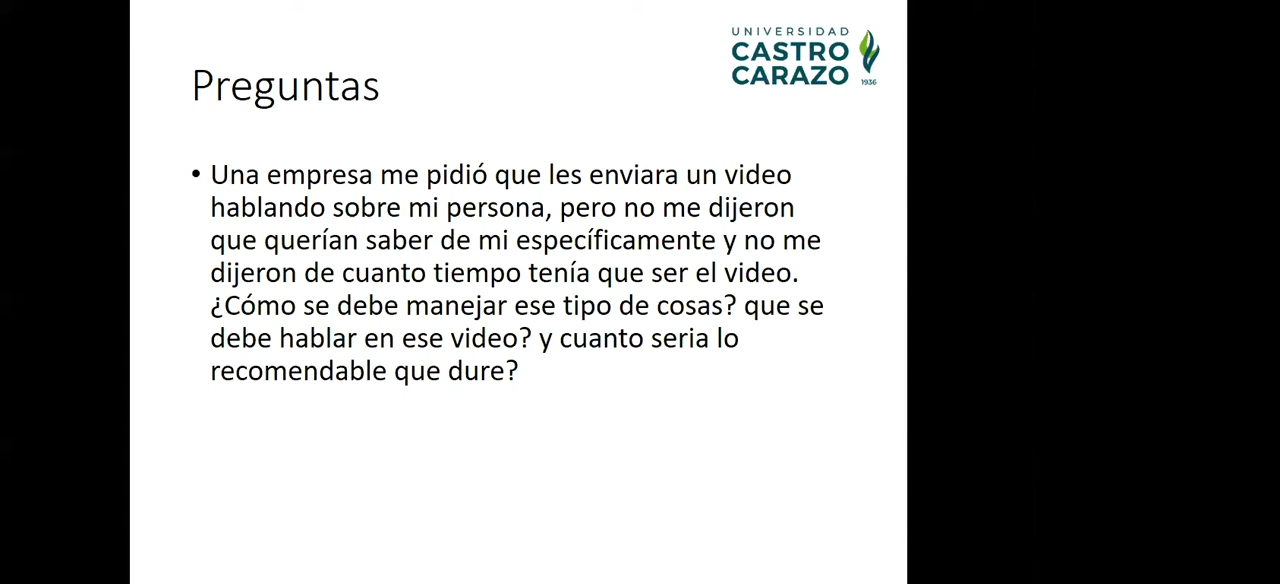 UNIVERSIDAD
CASTRO
CARAZO
1936
Preguntas
• Una empresa me pidió que les enviara un video
hablando sobre mi persona, pero no me dijeron
que querían saber de mi específicamente y no me
dijeron de cuanto tiempo tenía que ser el video.
¿Cómo se debe manejar ese tipo de cosas? que se
debe hablar en ese video? y cuanto seria lo
recomendable que dure?